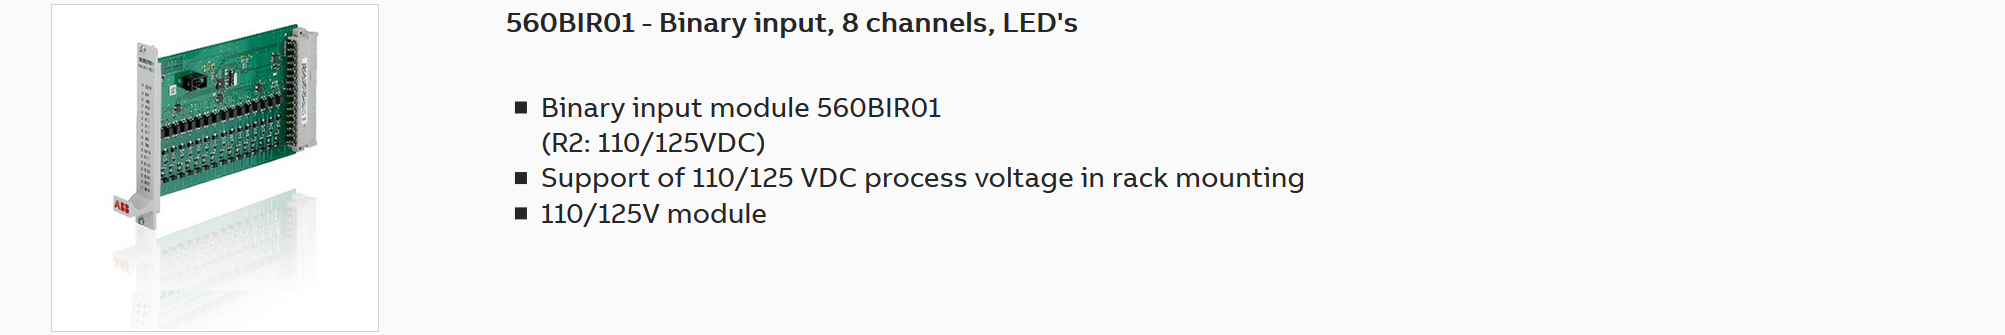 560BIR01 - Binary input, 8 channels, LED's
Binary input module 560BIR01
(R2: 110/125VDC)
Support of 110/125 VDC process voltage in rack mounting
110/125V module
ABB